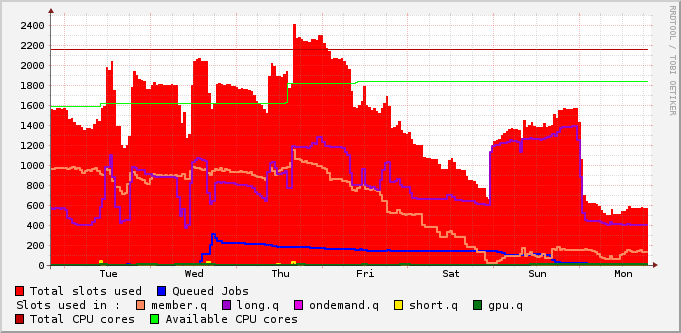 2400
2200
2000
1800
1600
1400
1200
1000
800
600
400
200
0
Tue Wed Thu Fri Sat Sun Mon
RRDTOOL / TOBI OETIKER
Total slots used Queued Jobs
Slots used in : member.q long.q ondemand.q short.q gpu.q
Total CPU cores Available CPU cores